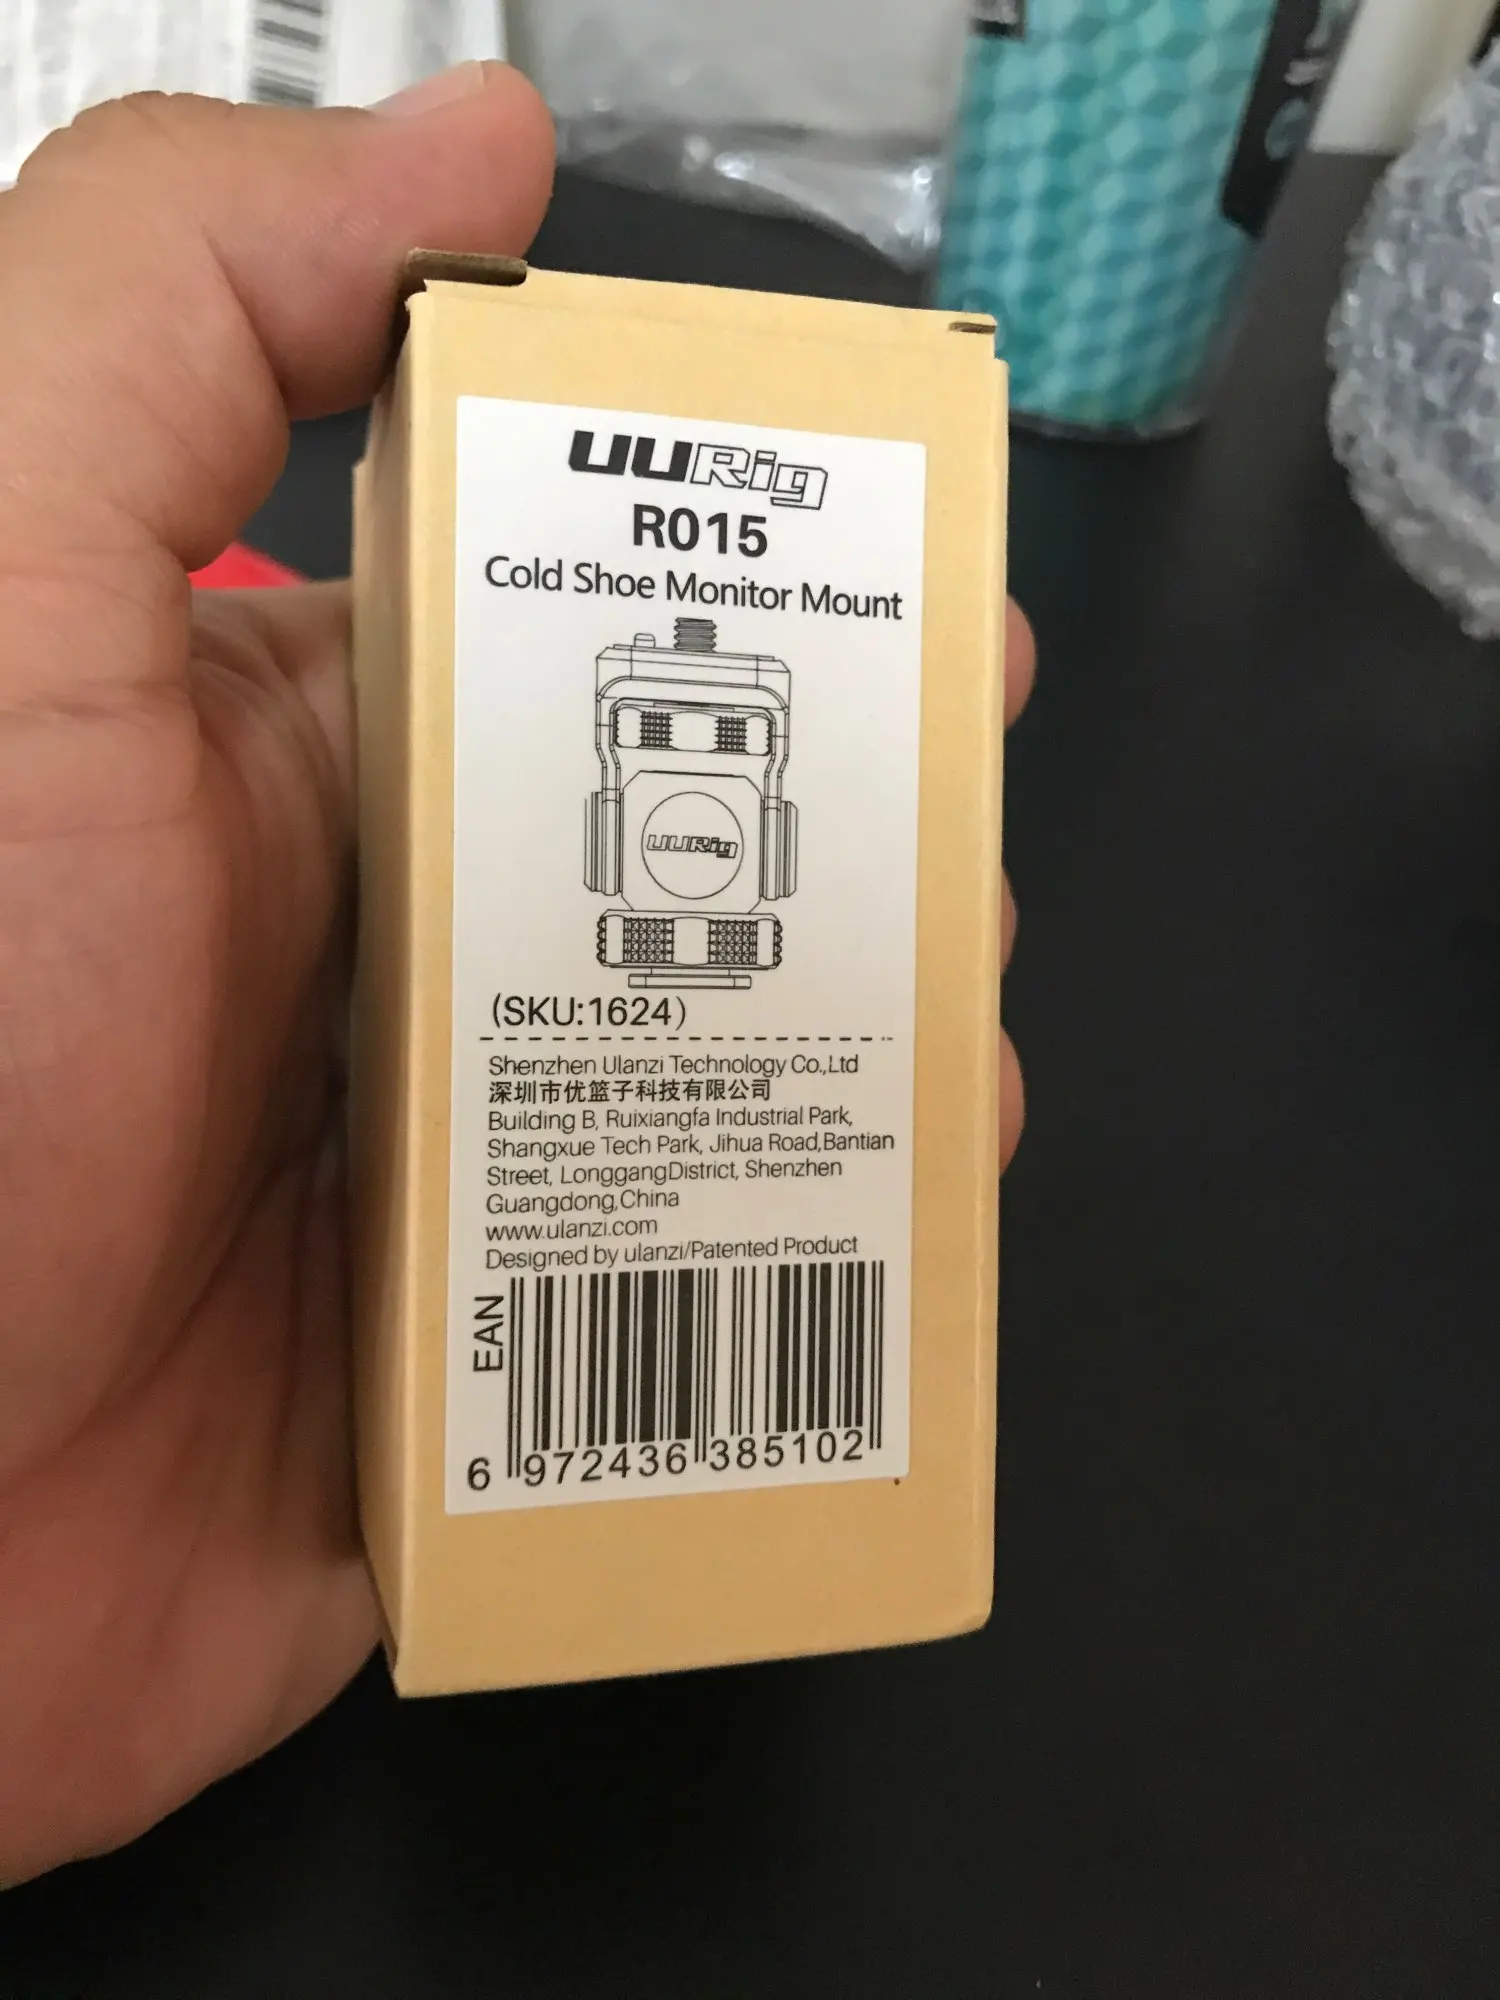 UURig
R015
Cold Shoe Monitor Mount
UURig
(SKU:1624)
Shenzhen Ulanzi Technology Co.,Ltd
深圳市优篮子科技有限公司
Building B, Ruixiangfa Industrial Park,
Shangxue Tech Park, Jihua Road,Bantian
Street, LonggangDistrict, Shenzhen
Guangdong,China
www.ulanzi.com
Designed by ulanzi/Patented Product
EAN
6 972436 385102